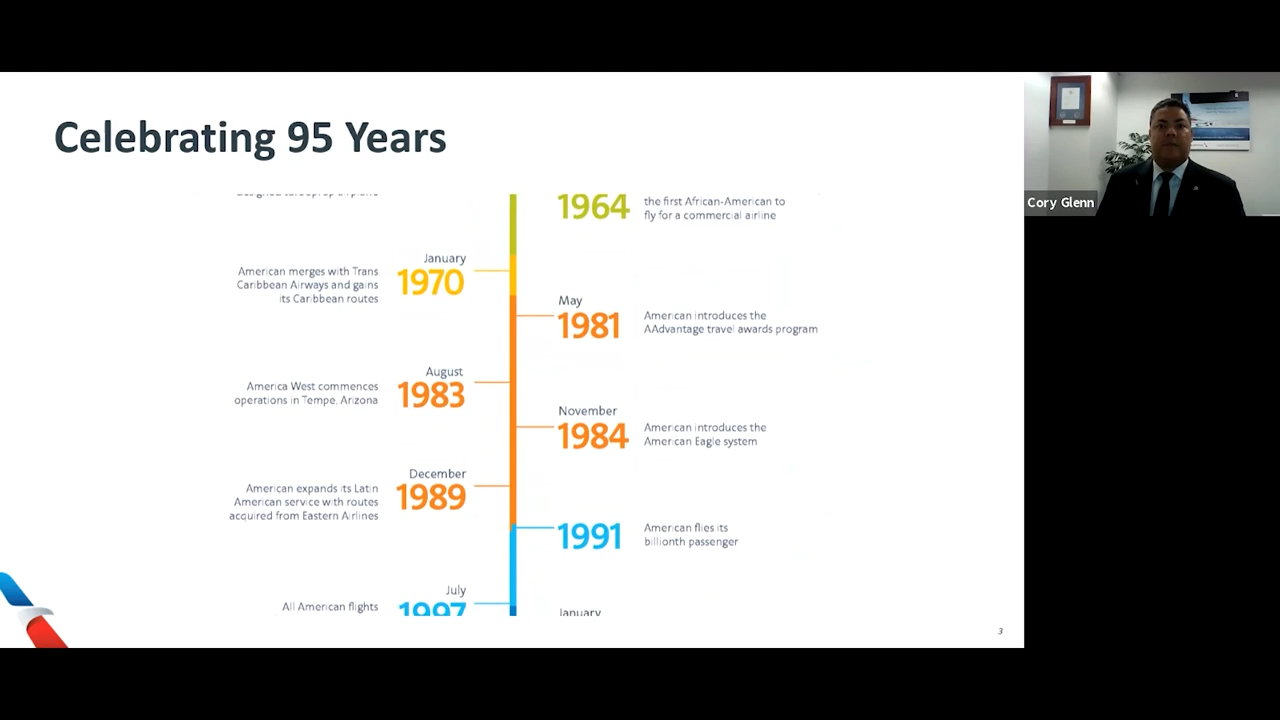 Celebrating 95 Years
designed turboprop airplane
1964
the first African-American to
fly for a commercial airline
January
1970
American merges with Trans
Caribbean Airways and gains
its Caribbean routes
May
1981
American introduces the
AAdvantage travel awards program
August
1983
America West commences
operations in Tempe, Arizona
November
1984
American introduces the
American Eagle system
December
1989
American expands its Latin
American service with routes
acquired from Eastern Airlines
1991
American flies its
billionth passenger
July
1997
All American flights
January
3
Cory Glenn